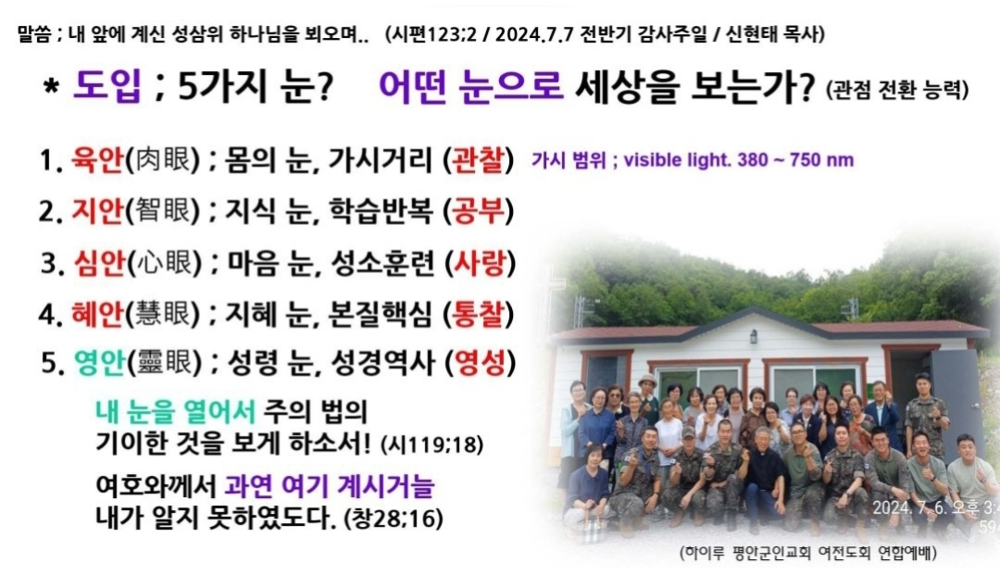 말씀 ; 내 앞에 계신 성삼위 하나님을 뵈오며.. (시편123;2 / 2024.7.7 전반기 감사주일 / 신현태 목사)
* 도입 ; 5가지 눈? 어떤 눈으로 세상을 보는가? (관점 전환 능력)
1. 육안(肉眼) ; 몸의 눈, 가시거리 (관찰) 가시 범위 ; visible light. 380 ~ 750 nm
2. 지안(智眼) ; 지식 눈, 학습반복 (공부)
3. 심안(心眼) ; 마음 눈, 성소훈련 (사랑)
4. 혜안(慧眼) ; 지혜 눈, 본질핵심 (통찰)
5. 영안(靈眼) ; 성령 눈, 성경역사 (영성)
내 눈을 열어서 주의 법의
기이한 것을 보게 하소서! (시119;18)
여호와께서 과연 여기 계시거늘
내가 알지 못하였도다. (창28;16)
2024. 7. 6. 오후 3:4
594
(하이루 평안군인교회 여전도회 연합예배)